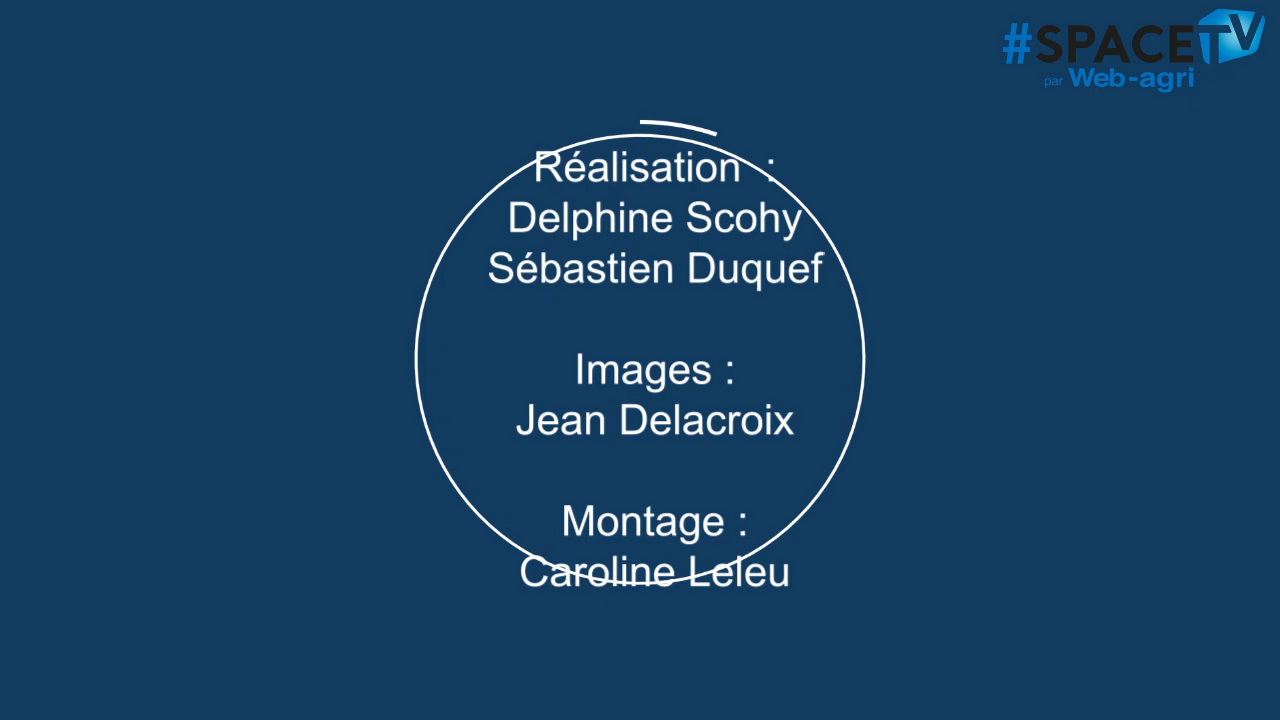 #SPACETV
par Web-agri
Réalisation :
Delphine Scohy
Sébastien Duquef
Images :
Jean Delacroix
Montage :
Caroline Leleu